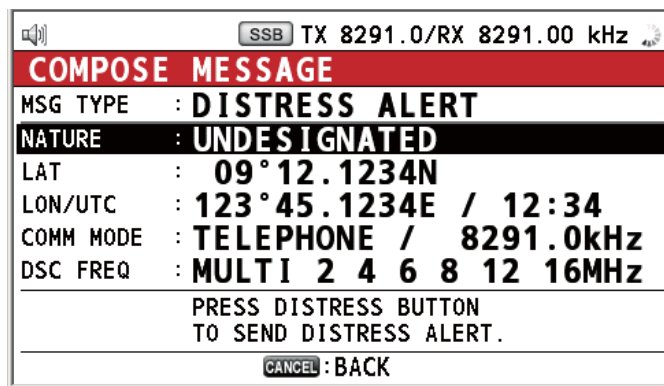 SSB TX 8291.0/RX 8291.00 kHz
COMPOSE MESSAGE
MSG TYPE : DISTRESS ALERT
NATURE : UNDESIGNATED
LAT : 09°12.1234N
LON/UTC : 123°45.1234E / 12:34
COMM MODE : TELEPHONE / 8291.0kHz
DSC FREQ : MULTI 2 4 6 8 12 16MHz
PRESS DISTRESS BUTTON
TO SEND DISTRESS ALERT.
CANCEL : BACK